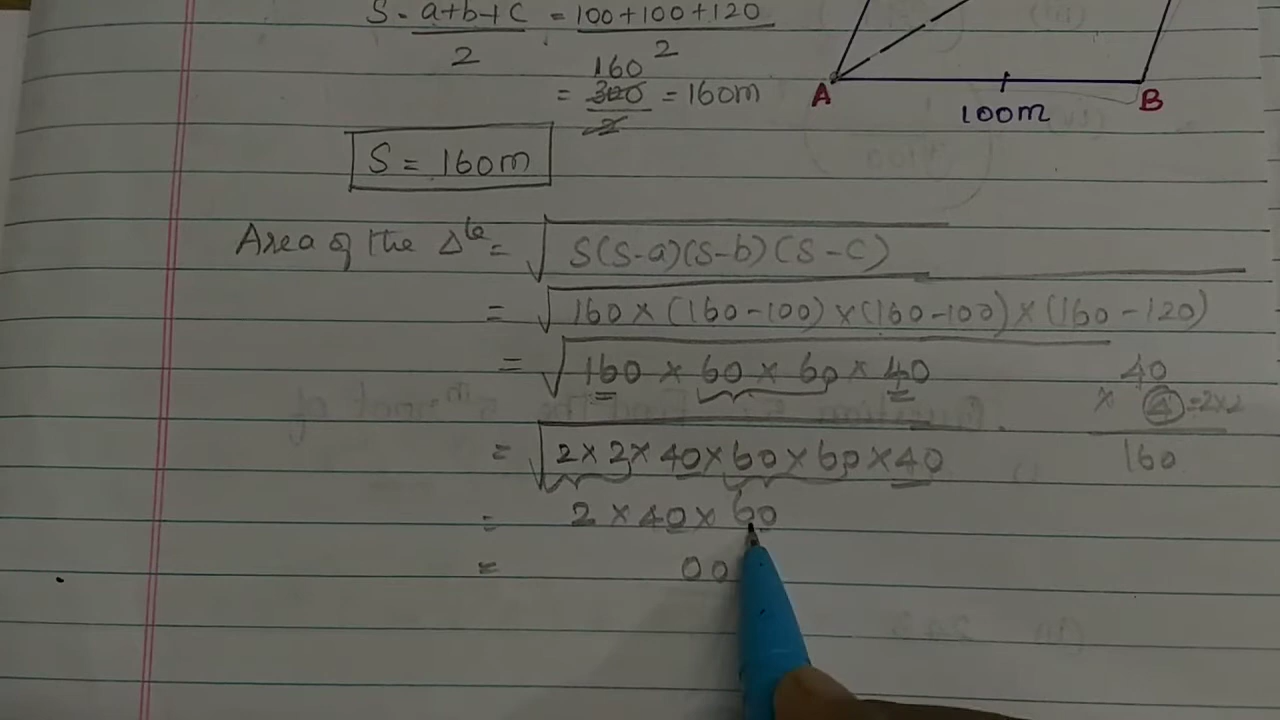 S = a+b+c/2 = 100+100+120/2
= 320/2 = 160m
160
S = 160m
A
B
100m
Area of the Δle = √S(S-a)(S-b)(S-c)
= √160×(160-100)×(160-100)×(160-120)
= √160 × 60 × 60 × 40
40
× 4 = 2×2
160
= √2×2×40×60×60×40
= 2×40×60
= 00